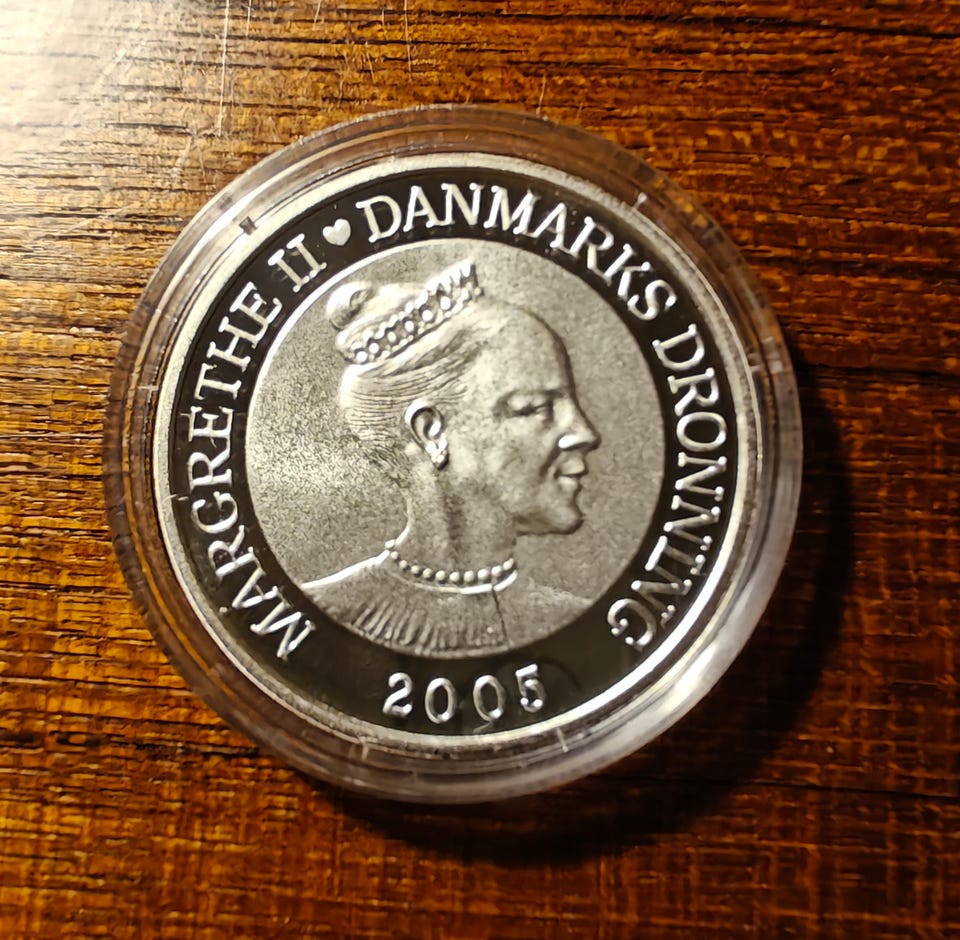 MARGRETHE II ♥ DANMARKS DRONNING
2005